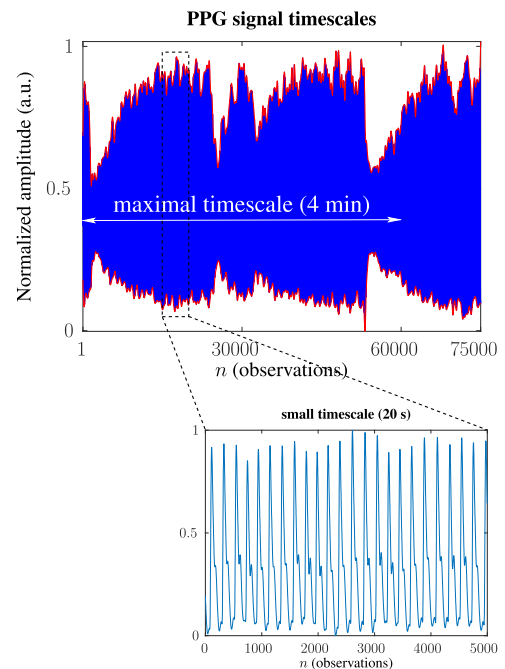 PPG signal timescales
Normalized amplitude (a.u.)
1
0.5
0
maximal timescale (4 min)
1 30000 60000 75000
n (observations)
small timescale (20 s)
1
0.5
0
0 1000 2000 3000 4000 5000
n (observations)